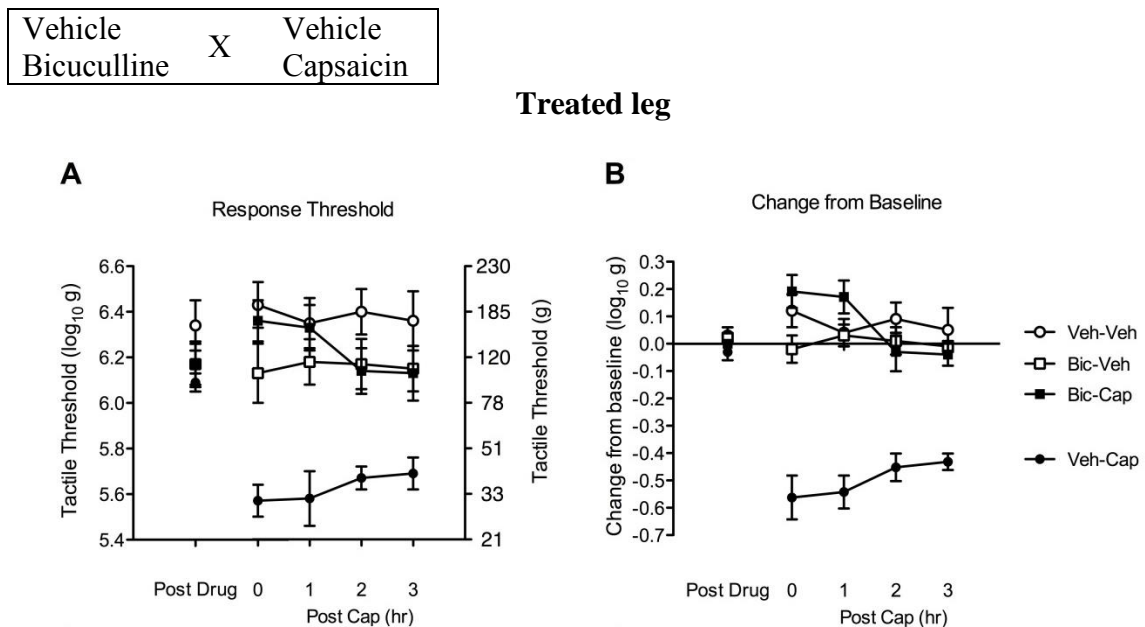 Vehicle Vehicle
X
Bicuculline Capsaicin
Treated leg
A
Response Threshold
Tactile Threshold (log10 g)
6.6
6.4
6.2
6.0
5.8
5.6
5.4
230
185
120
78
51
33
21
Tactile Threshold (g)
Post Drug 0 1 2 3
Post Cap (hr)
B
Change from Baseline
Change from baseline (log10 g)
0.3
0.2
0.1
0.0
-0.1
-0.2
-0.3
-0.4
-0.5
-0.6
-0.7
Post Drug 0 1 2 3
Post Cap (hr)
Veh-Veh
Bic-Veh
Bic-Cap
Veh-Cap